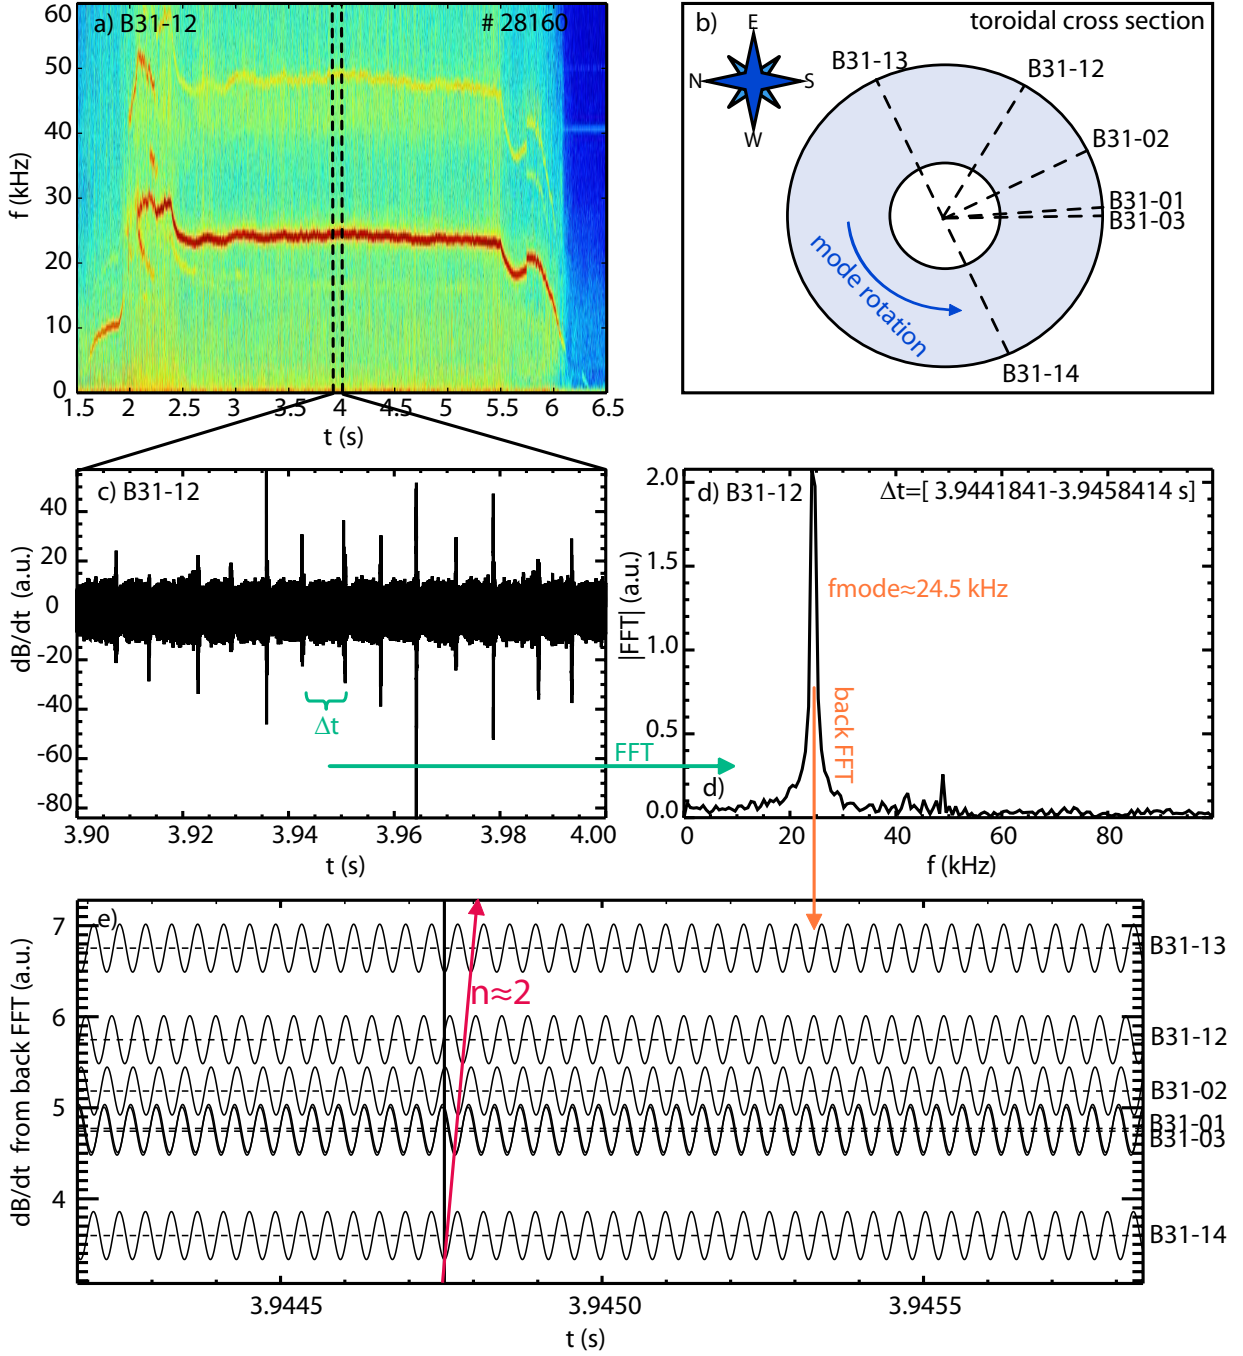 a) B31-12
# 28160
60
50
40
30
20
10
0
f (kHz)
1.5 2 2.5 3 3.5 4 4.5 5 5.5 6 6.5
t (s)
b)
toroidal cross section
E
N
S
W
B31-13
B31-12
B31-02
B31-01
B31-03
B31-14
mode rotation
c) B31-12
40
20
0
-20
-40
-60
-80
dB/dt (a.u.)
Δt
FFT
3.90 3.92 3.94 3.96 3.98 4.00
t (s)
d) B31-12
Δt=[ 3.9441841-3.9458414 s]
2.0
1.5
1.0
0.5
0.0
|FFT| (a.u.)
fmode≈24.5 kHz
back FFT
d)
0 20 40 60 80
f (kHz)
e)
7
6
5
4
dB/dt from back FFT (a.u.)
n≈2
B31-13
B31-12
B31-02
B31-01
B31-03
B31-14
3.9445 3.9450 3.9455
t (s)